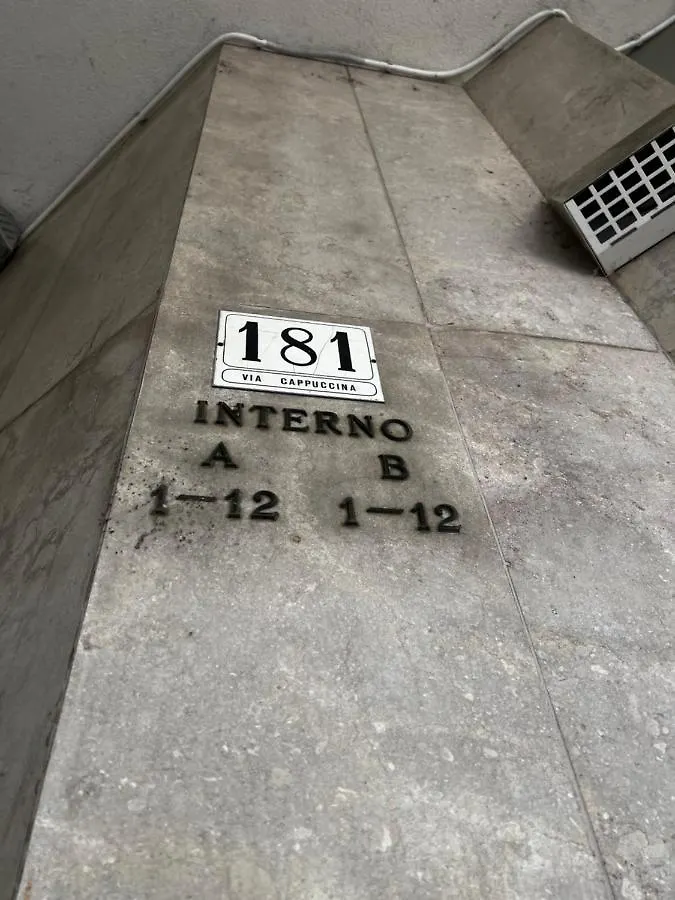 181
VIA CAPPUCCINA
INTERNO
A B
1-12 1-12